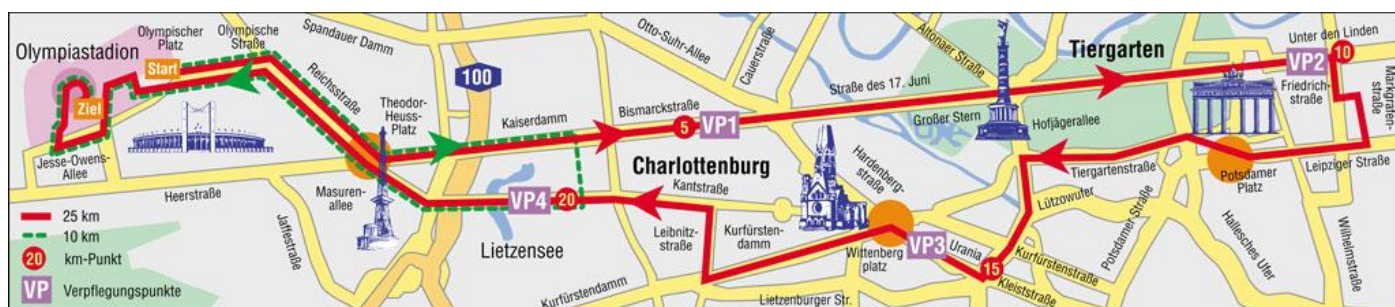 Olympischer
Platz
Olympische
Straße
Spandauer Damm
Olympiastadion
Start
Ziel
Jesse-Owens-
Allee
Reichsstraße
Theodor-
Heuss-
Platz
Heerstraße
Masuren-
allee
Jaffestraße
100
Kaiserdamm
Otto-Suhr-Allee
Cauerstraße
Bismarckstraße
5
VP1
Charlottenburg
Kantstraße
VP4
20
Lietzensee
Leibnitz-
straße
Kurfürsten-
damm
Kurfürstendamm
Hardenberg-
straße
Wittenberg
platz
VP3
Urania
15
Kleiststraße
Lietzenburger Str.
Kurfürstenstraße
Lützowufer
Altonaer Straße
Straße des 17. Juni
Großer Stern
Hofjägerallee
Tiergarten
Tiergartenstraße
Potsdamer Straße
Hallesches Ufer
Potsdamer
Platz
Leipziger Straße
Wilhelmstraße
Unter den Linden
VP2
10
Friedrich-
straße
Markgrafen-
straße
25 km
10 km
20 km-Punkt
VP Verpflegungspunkte